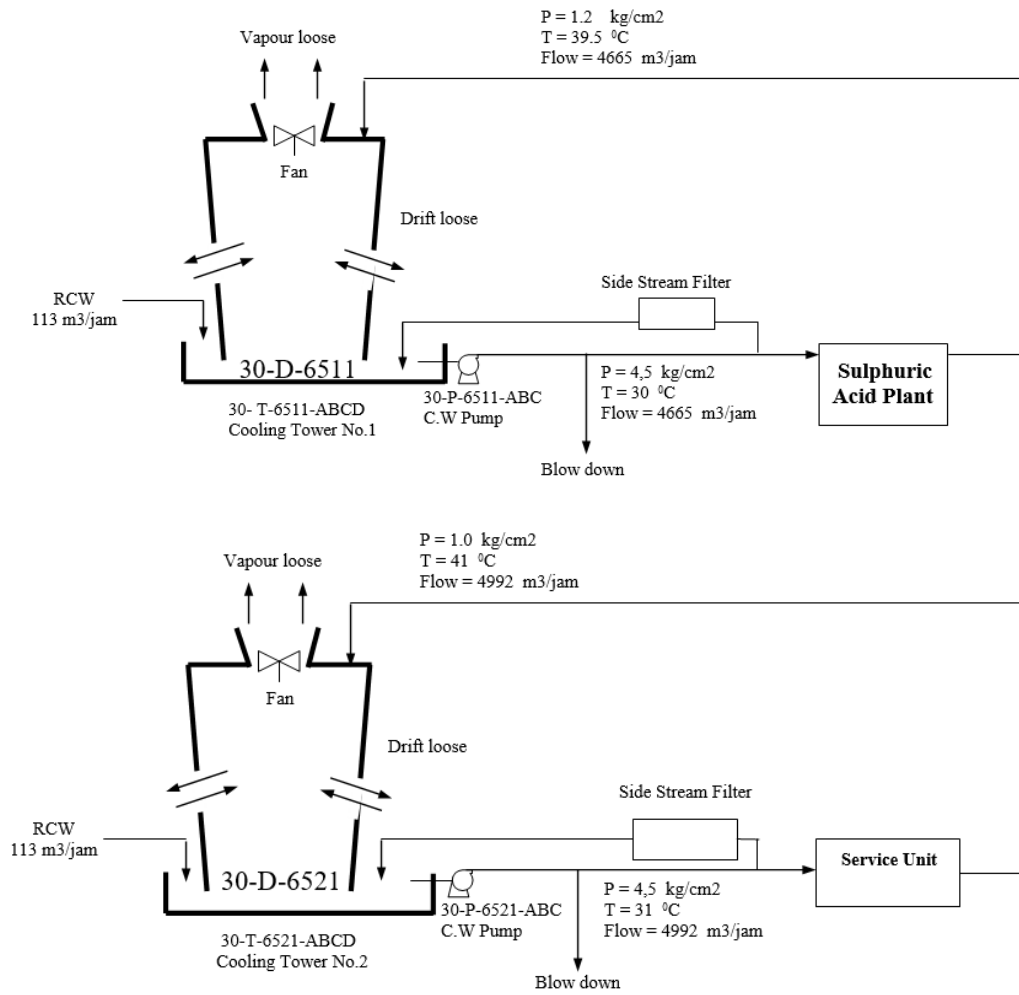 P = 1.2 kg/cm2
T = 39.5 ⁰C
Flow = 4665 m3/jam
Vapour loose
Fan
Drift loose
RCW
113 m3/jam
Side Stream Filter
30-D-6511
30- T-6511-ABCD
Cooling Tower No.1
30-P-6511-ABC
C.W Pump
P = 4,5 kg/cm2
T = 30 ⁰C
Flow = 4665 m3/jam
Sulphuric
Acid Plant
Blow down
P = 1.0 kg/cm2
T = 41 ⁰C
Flow = 4992 m3/jam
Vapour loose
Fan
Drift loose
RCW
113 m3/jam
Side Stream Filter
30-D-6521
30-T-6521-ABCD
Cooling Tower No.2
30-P-6521-ABC
C.W Pump
P = 4,5 kg/cm2
T = 31 ⁰C
Flow = 4992 m3/jam
Service Unit
Blow down